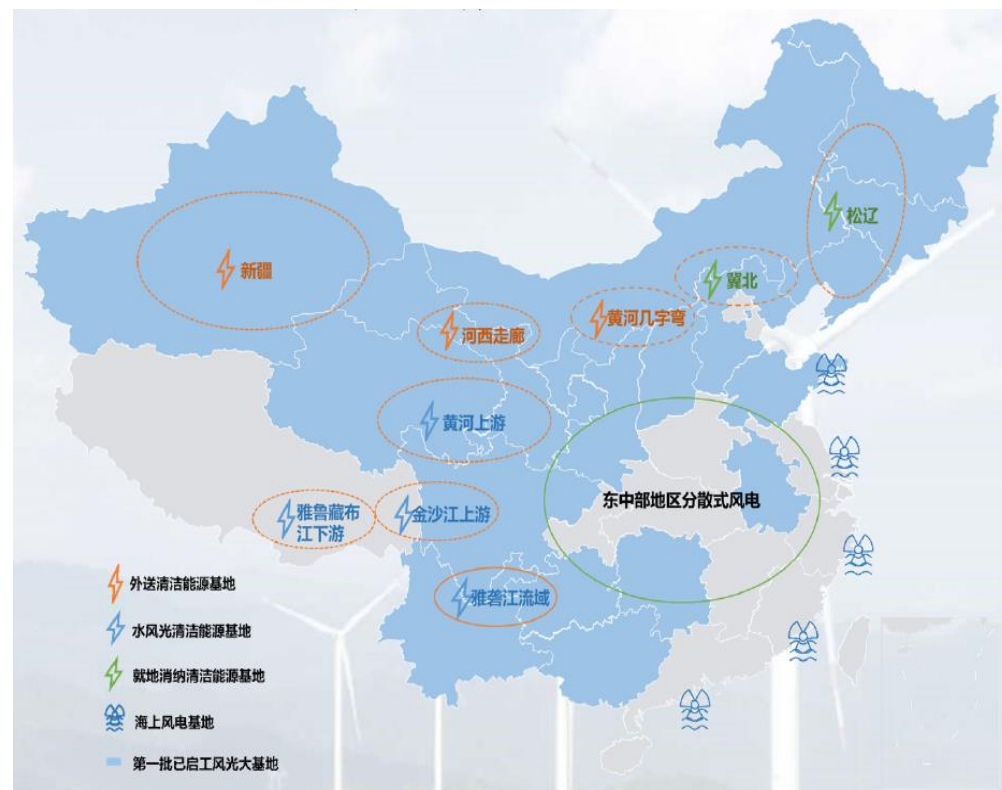 松辽
新疆
冀北
黄河几字弯
河西走廊
黄河上游
东中部地区分散式风电
雅鲁藏布
江下游
金沙江上游
雅砻江流域
外送清洁能源基地
水风光清洁能源基地
就地消纳清洁能源基地
海上风电基地
第一批已启工风光大基地